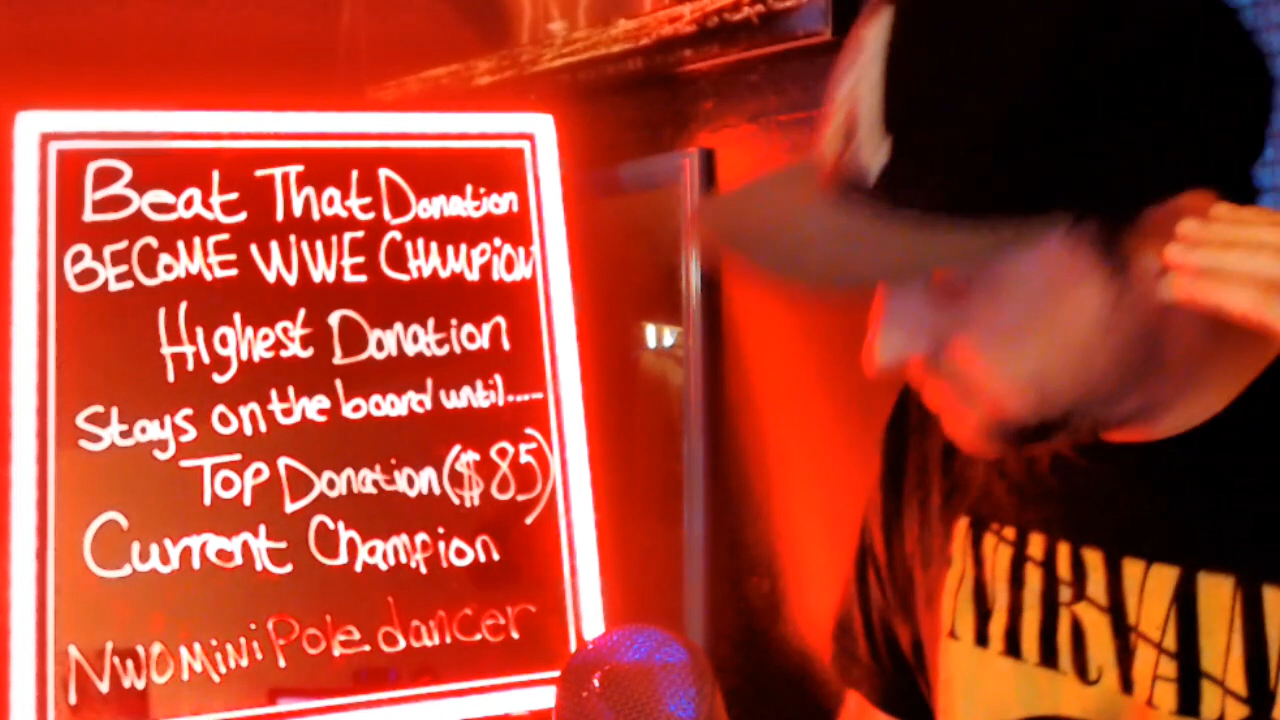 Beat That Donation
BECOME WWE CHAMPION
Highest Donation
Stays on the board until.....
Top Donation ($85)
Current Champion
NWOMiniPoledancer
NIRVANA